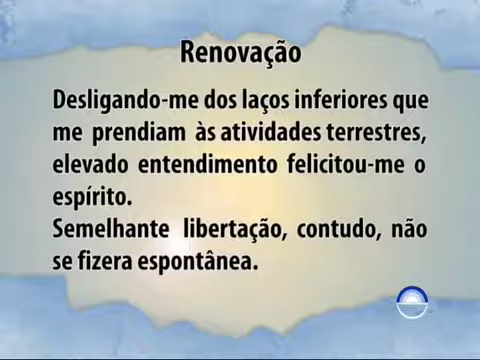 Renovação
Desligando-me dos laços inferiores que
me prendiam às atividades terrestres,
elevado entendimento felicitou-me o
espírito.
Semelhante libertação, contudo, não
se fizera espontânea.